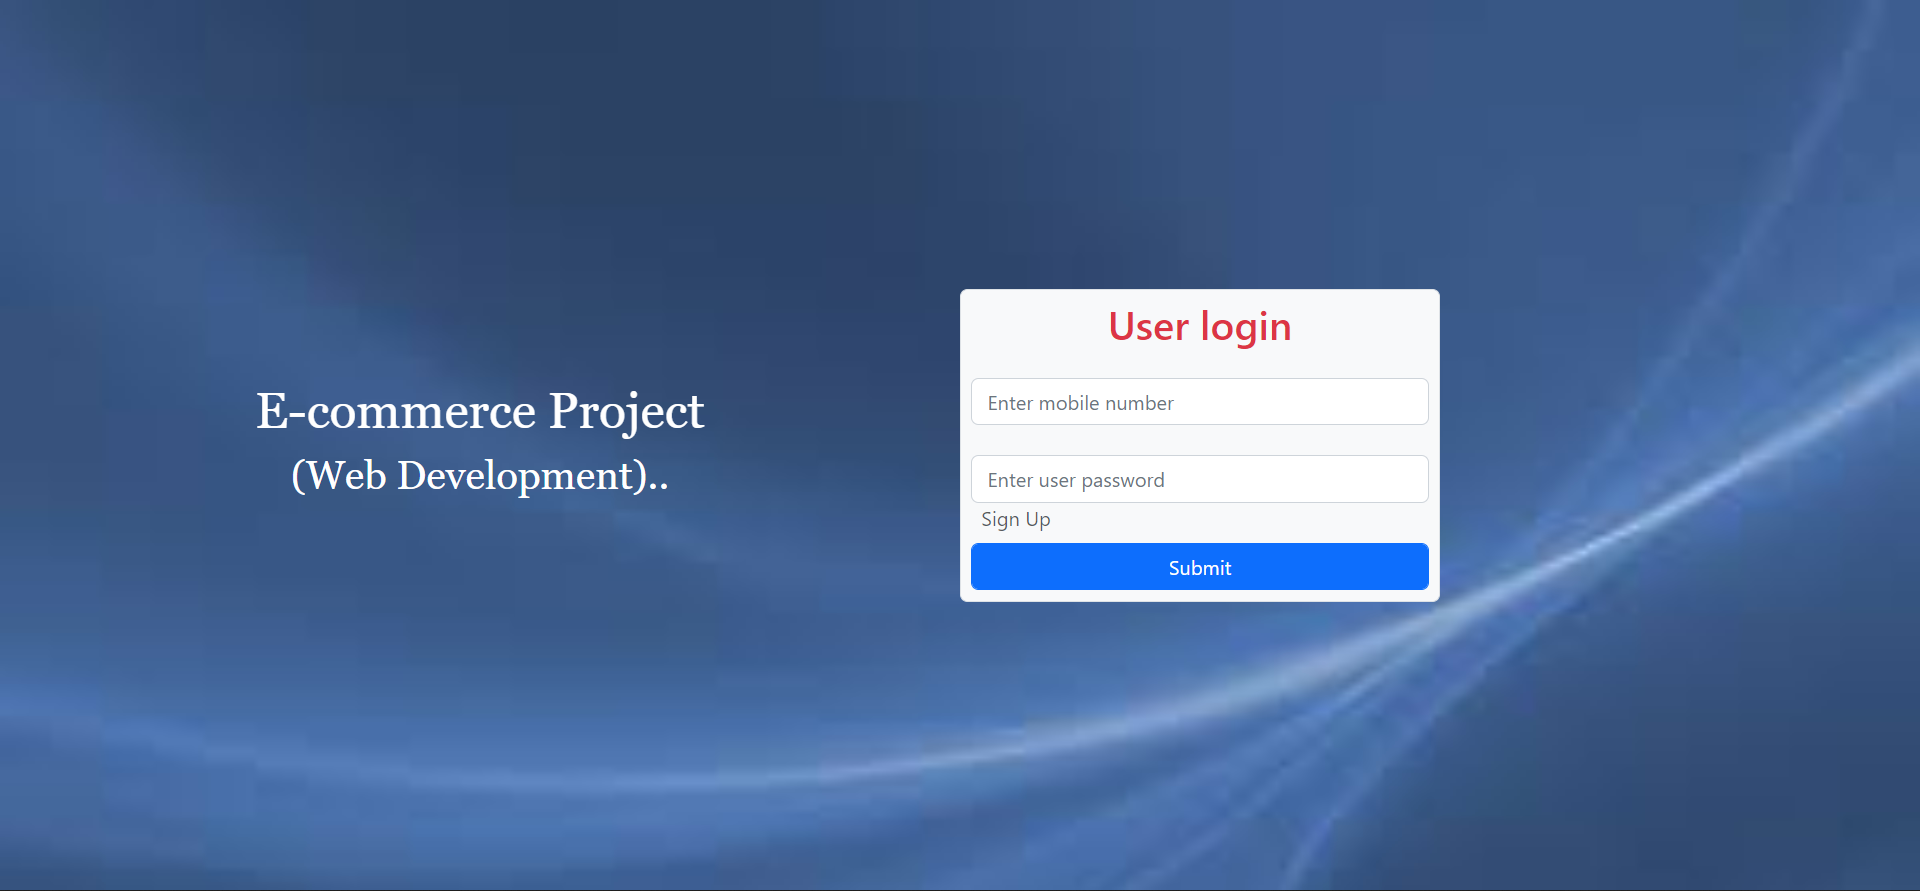 E-commerce Project
(Web Development)..
User login
Enter mobile number
Enter user password
Sign Up
Submit